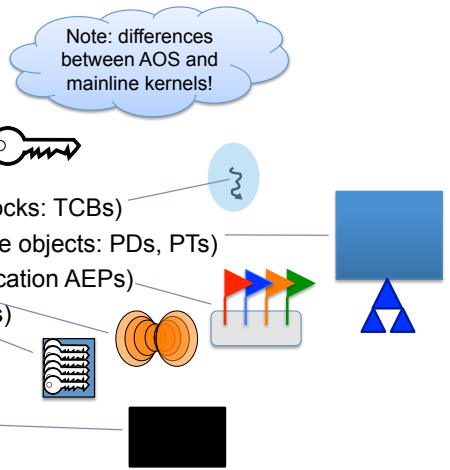 Note: differences
between AOS and
mainline kernels!
ocks: TCBs)
e objects: PDs, PTs)
cation AEPs)
s)